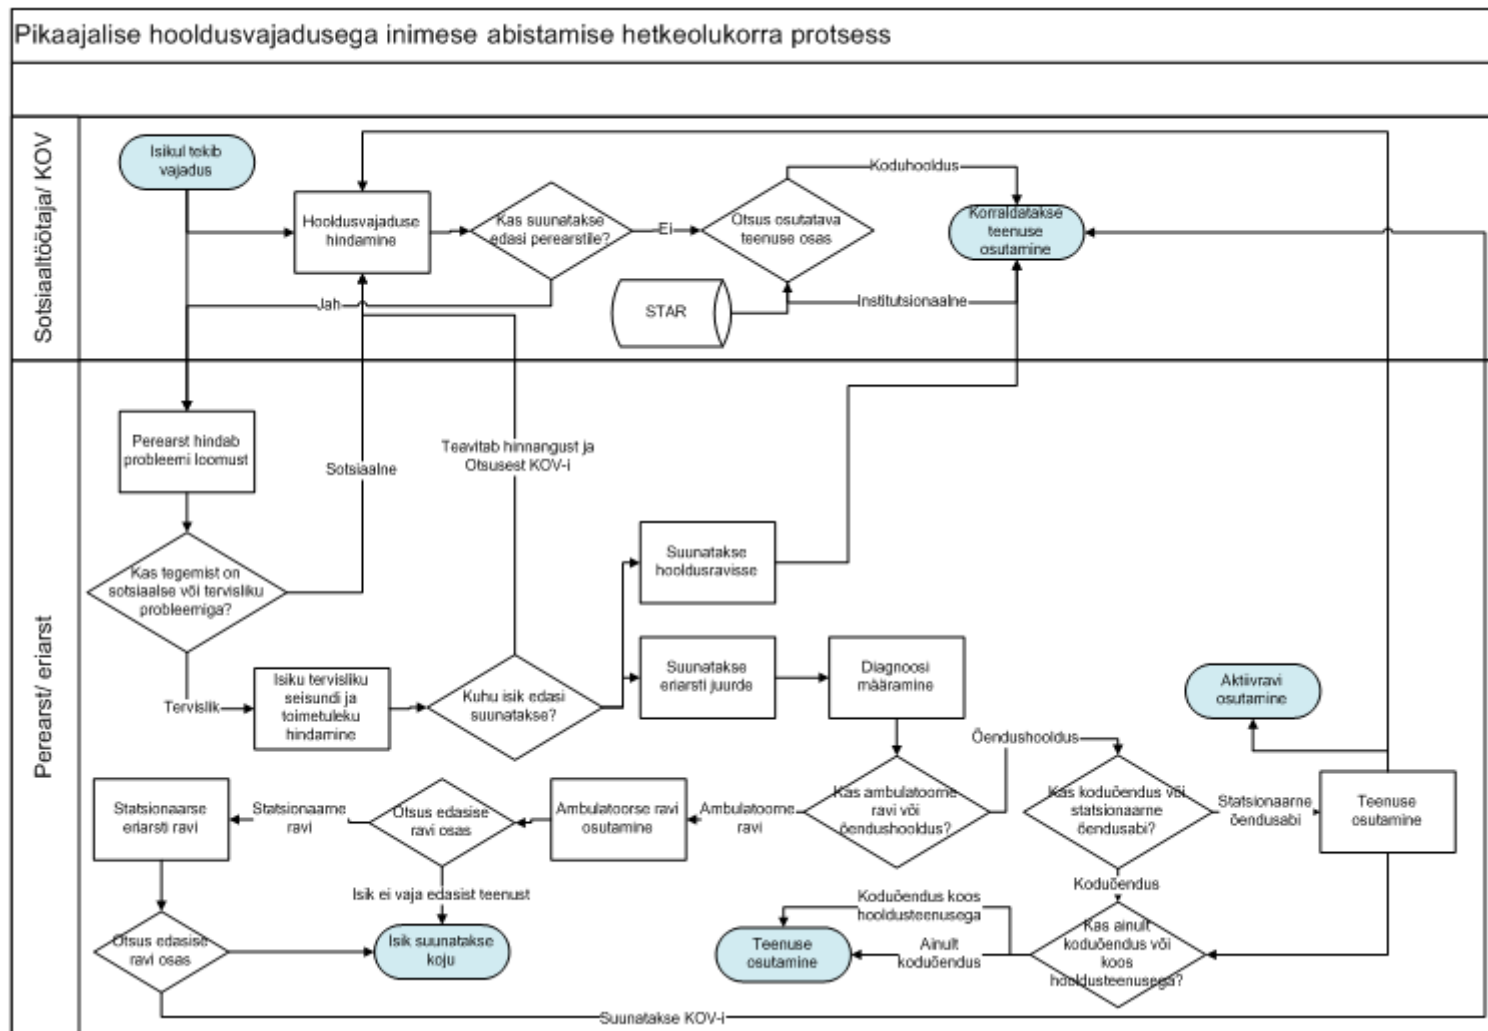 Pikaajalise hooldusvajadusega inimese abistamise hetkeolukorra protsess
Sotsiaaltöötaja/ KOV
Isikul tekib
vajadus
Hooldusvajaduse
hindamine
Kas suunatakse
edasi perearstile?
Ei
Jah
Otsus osutatava
teenuse osas
Koduhooldus
Korraldatakse
teenuse
osutamine
STAR
Institutsionaalne
Perearst/ eriarst
Perearst hindab
probleemi loomust
Sotsiaalne
Teavitab hinnangust ja
Otsusest KOV-i
Kas tegemist on
sotsiaalse või tervisliku
probleemiga?
Suunatakse
hooldusravisse
Tervislik
Isiku tervisliku
seisundi ja
toimetuleku
hindamine
Kuhu isik edasi
suunatakse?
Suunatakse
eriarsti juurde
Diagnoosi
määramine
Aktiivravi
osutamine
Õendushooldus
Statsionaarse
eriarsti ravi
Statsionaarne
ravi
Otsus edasise
ravi osas
Ambulatoorse ravi
osutamine
Ambulatoorne
ravi
Kas ambulatoorne
ravi või
õendushooldus?
Kas koduõendus või
statsionaarne
õendusabi?
Statsionaarne
õendusabi
Teenuse
osutamine
Isik ei vaja edasist teenust
Koduõendus
Otsus edasise
ravi osas
Isik suunatakse
koju
Teenuse
osutamine
Koduõendus koos
hooldusteenusega
Ainult
koduõendus
Kas ainult
koduõendus või
koos
hooldusteenusega?
Suunatakse KOV-i